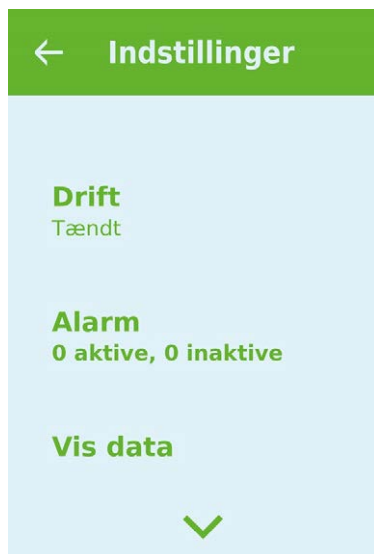 Indstillinger
Drift
Tændt
Alarm
0 aktive, 0 inaktive
Vis data